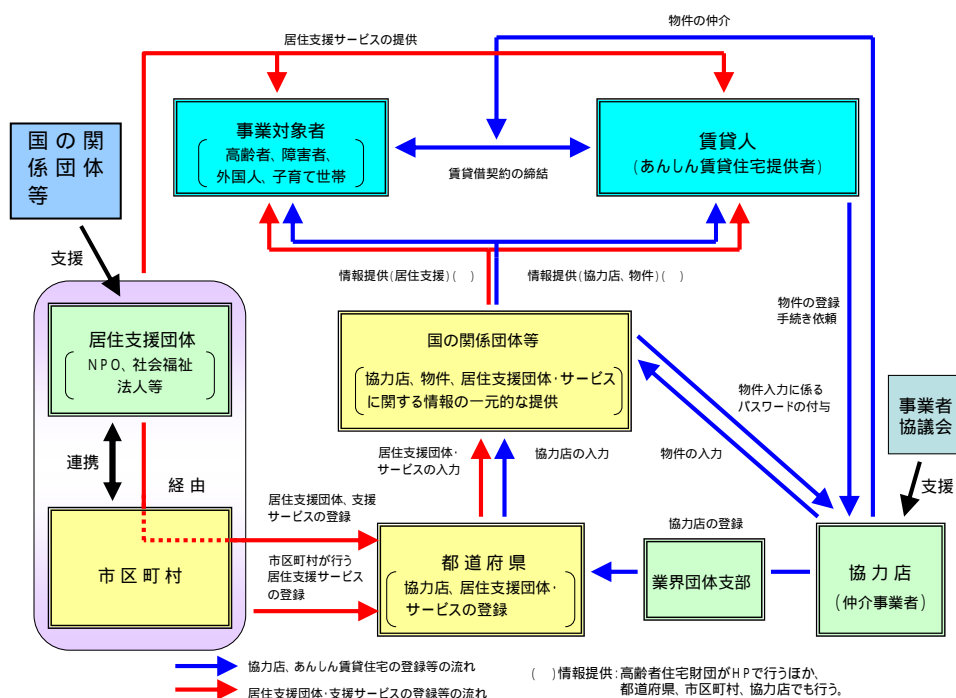 物件の仲介
居住支援サービスの提供
国の関
係団体
等
事業対象者
高齢者、障害者、
外国人、子育て世帯
賃貸人
(あんしん賃貸住宅提供者)
賃貸借契約の締結
支援
情報提供(居住支援)( )
情報提供(協力店、物件)( )
物件の登録
手続き依頼
居住支援団体
NPO、社会福祉
法人等
国の関係団体等
協力店、物件、居住支援団体・サービス
に関する情報の一元的な提供
物件入力に係る
パスワードの付与
事業者
協議会
連携
経由
居住支援団体・
サービスの入力
協力店の入力
物件の入力
支援
居住支援団体、支援
サービスの登録
協力店の登録
市区町村
市区町村が行う
居住支援サービス
の登録
都道府県
協力店、居住支援団体・
サービスの登録
業界団体支部
協力店
(仲介事業者)
協力店、あんしん賃貸住宅の登録等の流れ
居住支援団体・支援サービスの登録等の流れ
( )情報提供:高齢者住宅財団がHPで行うほか、
都道府県、市区町村、協力店でも行う。